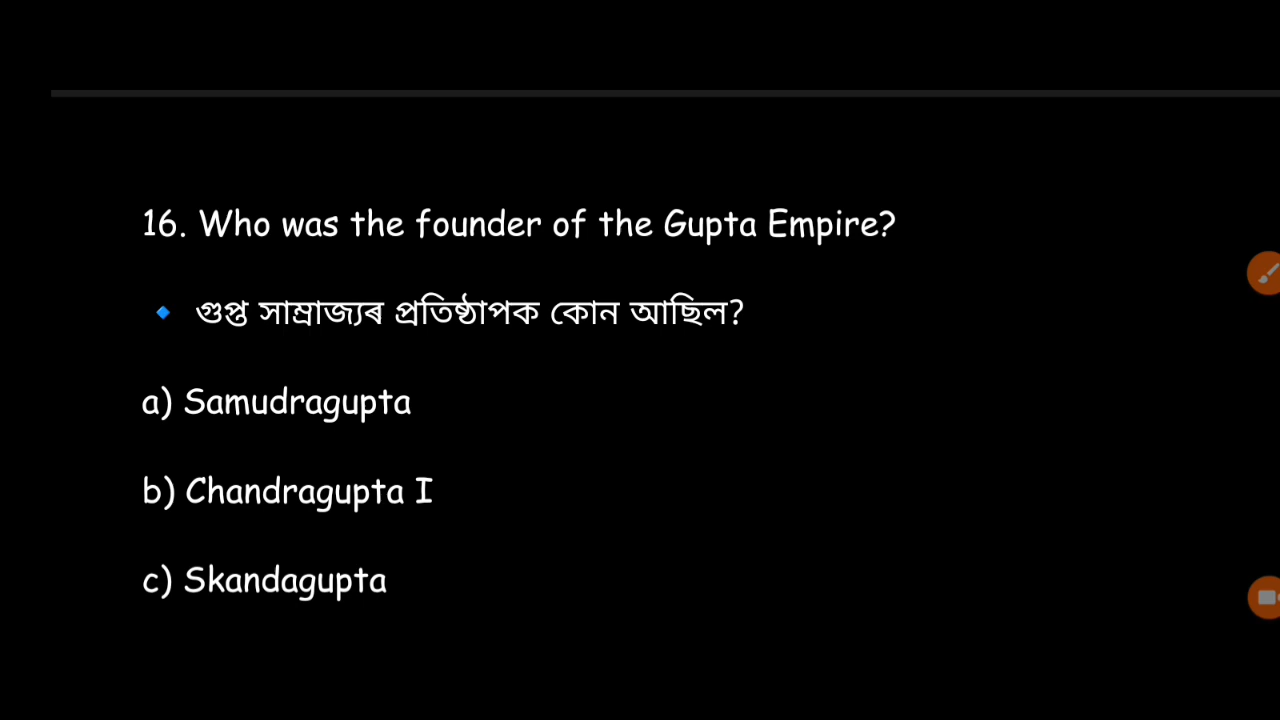 16. Who was the founder of the Gupta Empire?
🔹 গুপ্ত সাম্ৰাজ্যৰ প্ৰতিষ্ঠাপক কোন আছিল?
a) Samudragupta
b) Chandragupta I
c) Skandagupta